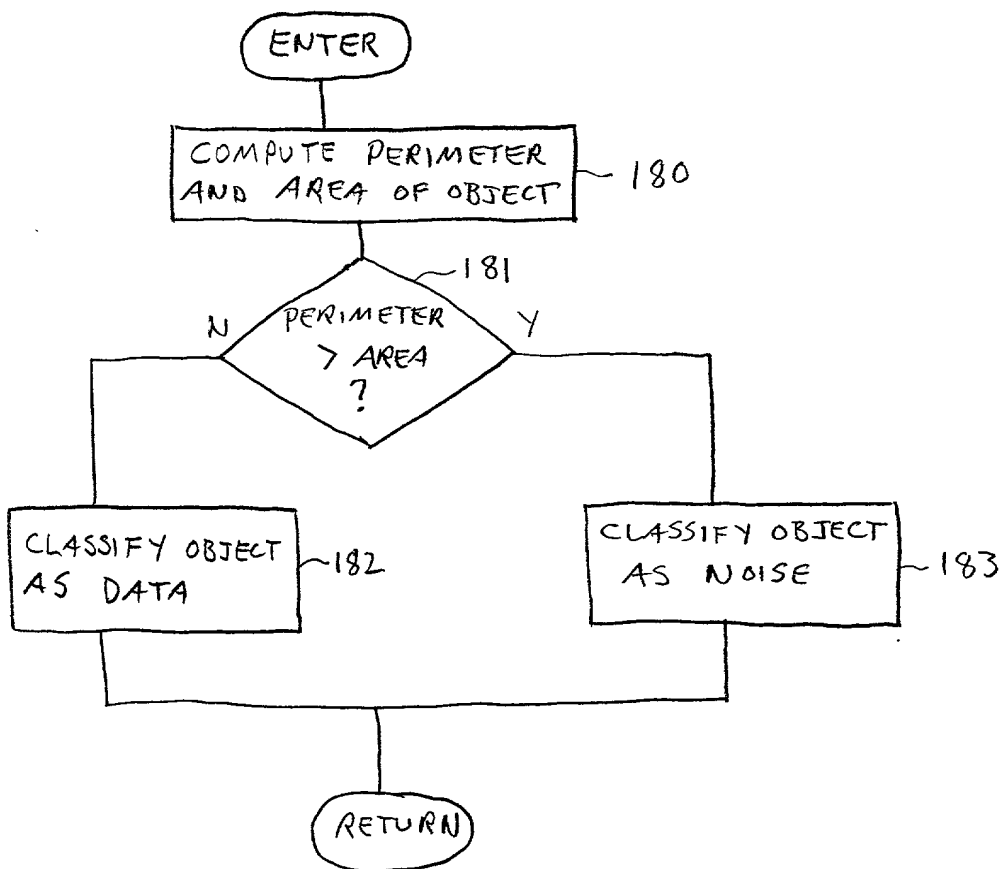 ENTER
COMPUTE PERIMETER
AND AREA OF OBJECT
180
181
N
PERIMETER
Y
> AREA
?
CLASSIFY OBJECT
AS DATA
182
CLASSIFY OBJECT
AS NOISE
183
RETURN